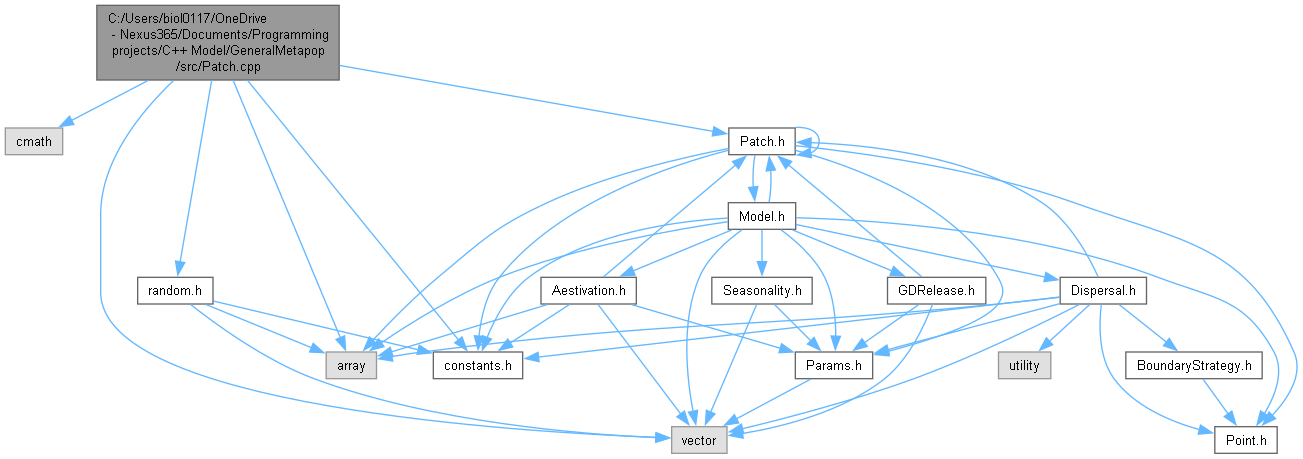 C:/Users/biol0117/OneDrive
- Nexus365/Documents/Programming
projects/C++ Model/GeneralMetapop
/src/Patch.cpp
cmath
Patch.h
Model.h
random.h
Aestivation.h
Seasonality.h
GDRelease.h
Dispersal.h
array
constants.h
Params.h
utility
BoundaryStrategy.h
vector
Point.h